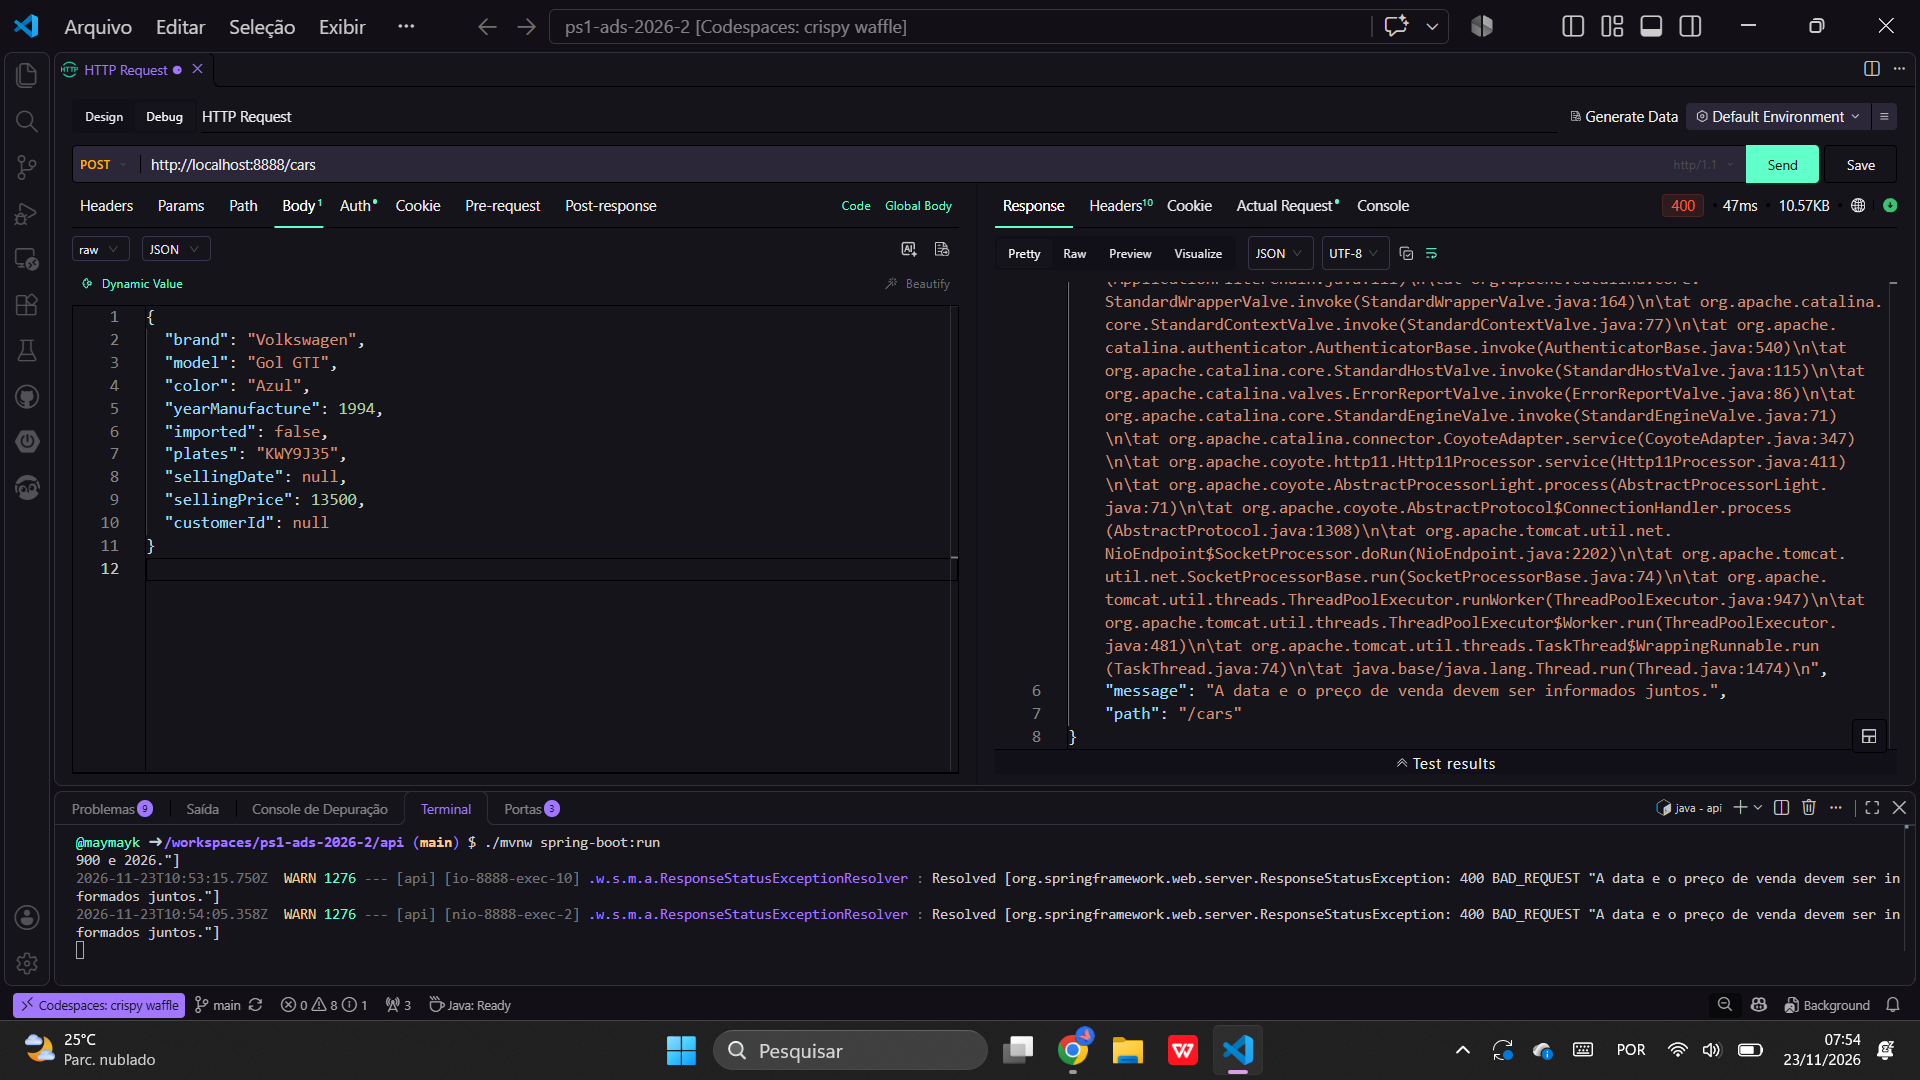 Arquivo Editar Seleção Exibir ··· ps1-ads-2026-2 [Codespaces: crispy waffle]
HTTP Request
Design Debug HTTP Request Generate Data Default Environment
POST http://localhost:8888/cars http/1.1 Send Save
Headers Params Path Body 1 Auth Cookie Pre-request Post-response Code Global Body
Response Headers 10 Cookie Actual Request Console 400 47ms 10.57KB
raw JSON
Pretty Raw Preview Visualize JSON UTF-8
Dynamic Value Beautify
1 {
2 "brand": "Volkswagen",
3 "model": "Gol GTI",
4 "color": "Azul",
5 "yearManufacture": 1994,
6 "imported": false,
7 "plates": "KWY9J35",
8 "sellingDate": null,
9 "sellingPrice": 13500,
10 "customerId": null
11 }
12
StandardWrapperValve.invoke(StandardWrapperValve.java:164)\n\tat org.apache.catalina.
core.StandardContextValve.invoke(StandardContextValve.java:77)\n\tat org.apache.
catalina.authenticator.AuthenticatorBase.invoke(AuthenticatorBase.java:540)\n\tat
org.apache.catalina.core.StandardHostValve.invoke(StandardHostValve.java:115)\n\tat
org.apache.catalina.valves.ErrorReportValve.invoke(ErrorReportValve.java:86)\n\tat
org.apache.catalina.core.StandardEngineValve.invoke(StandardEngineValve.java:71)
\n\tat org.apache.catalina.connector.CoyoteAdapter.service(CoyoteAdapter.java:347)
\n\tat org.apache.coyote.http11.Http11Processor.service(Http11Processor.java:411)
\n\tat org.apache.coyote.AbstractProcessorLight.process(AbstractProcessorLight.
java:71)\n\tat org.apache.coyote.AbstractProtocol$ConnectionHandler.process
(AbstractProtocol.java:1308)\n\tat org.apache.tomcat.util.net.
NioEndpoint$SocketProcessor.doRun(NioEndpoint.java:2202)\n\tat org.apache.tomcat.
util.net.SocketProcessorBase.run(SocketProcessorBase.java:74)\n\tat org.apache.
tomcat.util.threads.ThreadPoolExecutor.runWorker(ThreadPoolExecutor.java:947)\n\tat
org.apache.tomcat.util.threads.ThreadPoolExecutor$Worker.run(ThreadPoolExecutor.
java:481)\n\tat org.apache.tomcat.util.threads.TaskThread$WrappingRunnable.run
(TaskThread.java:74)\n\tat java.base/java.lang.Thread.run(Thread.java:1474)\n",
6 "message": "A data e o preço de venda devem ser informados juntos.",
7 "path": "/cars"
8 }
Test results
Problemas 9 Saída Console de Depuração Terminal Portas 3 java - api
@maymayk ➜/workspaces/ps1-ads-2026-2/api (main) $ ./mvnw spring-boot:run
900 e 2026."]
2026-11-23T10:53:15.750Z WARN 1276 --- [api] [io-8888-exec-10] .w.s.m.a.ResponseStatusExceptionResolver : Resolved [org.springframework.web.server.ResponseStatusException: 400 BAD_REQUEST "A data e o preço de venda devem ser in
formados juntos."]
2026-11-23T10:54:05.358Z WARN 1276 --- [api] [nio-8888-exec-2] .w.s.m.a.ResponseStatusExceptionResolver : Resolved [org.springframework.web.server.ResponseStatusException: 400 BAD_REQUEST "A data e o preço de venda devem ser in
formados juntos."]
Codespaces: crispy waffle main 0 8 1 3 Java: Ready Background
25°C
Parc. nublado
Pesquisar
POR
07:54
23/11/2026